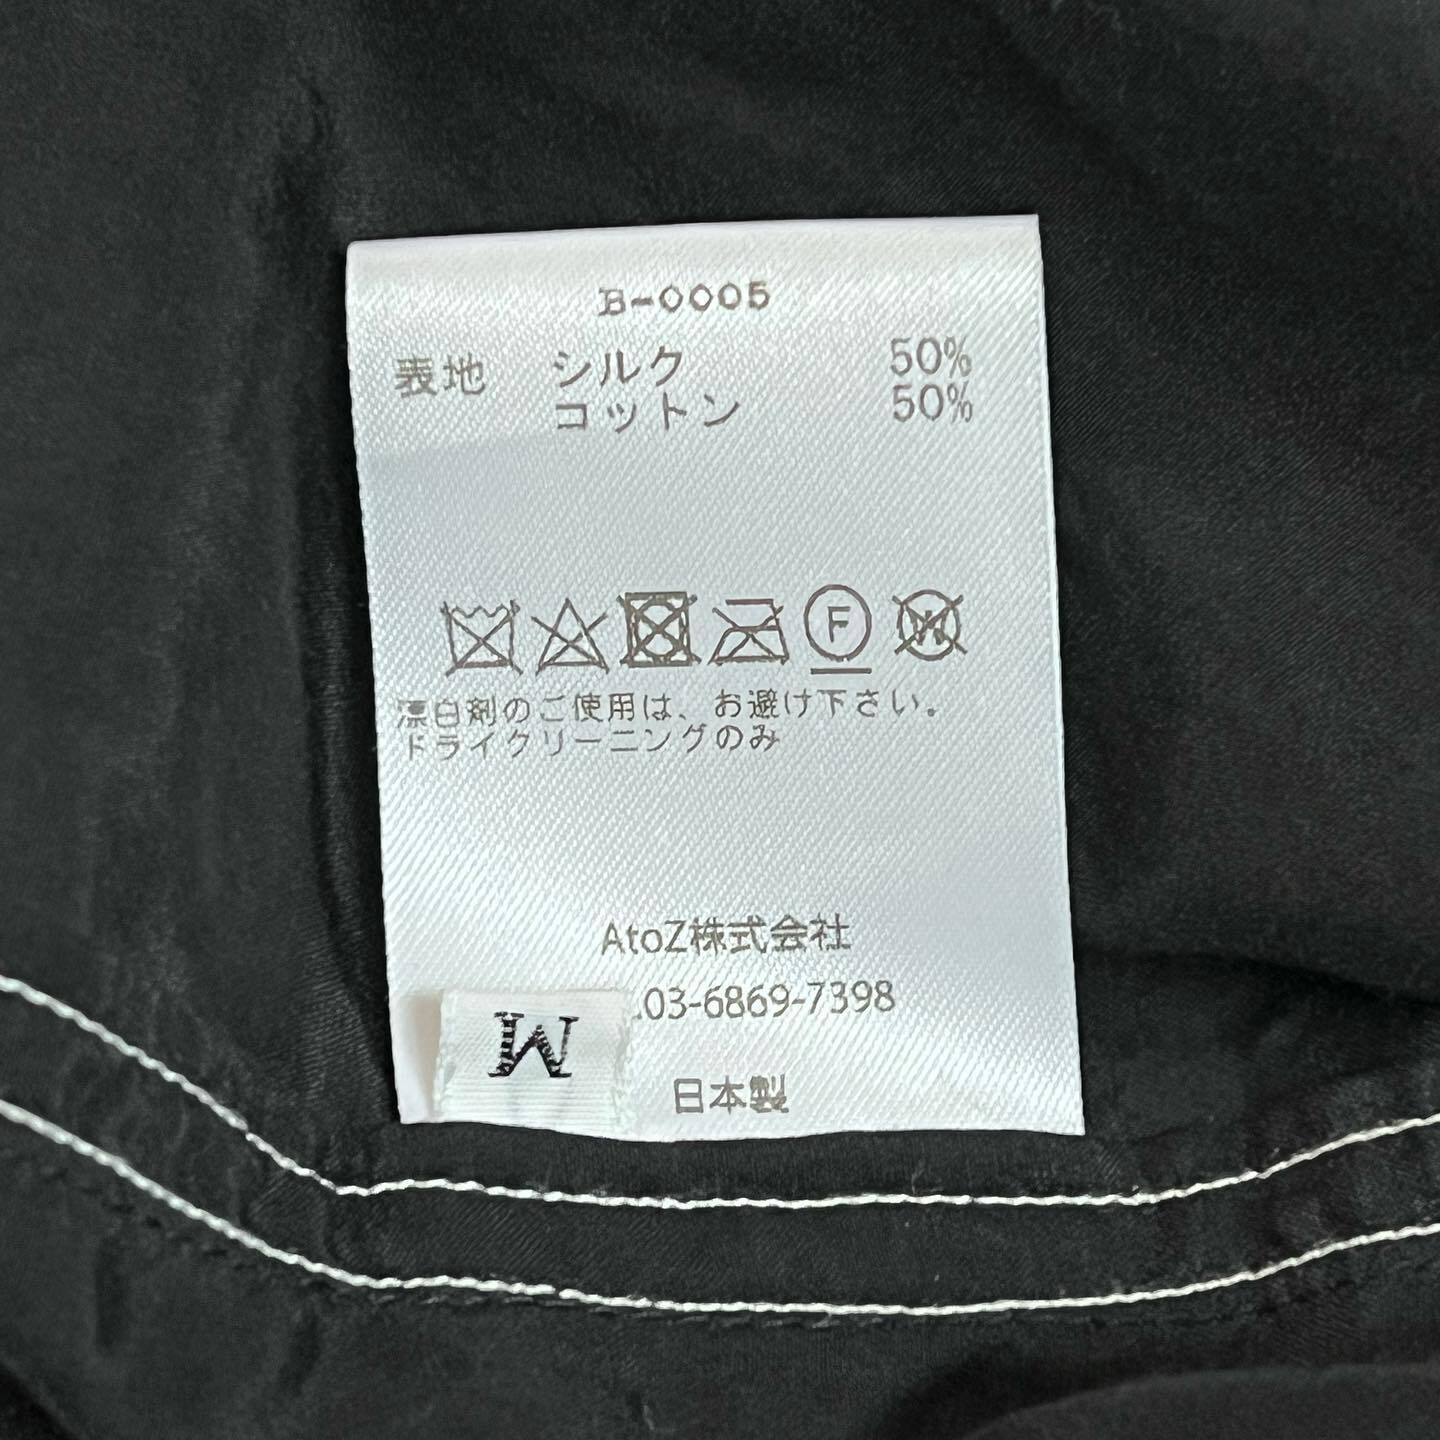 B-0005
表地 シルク 50%
コットン 50%
F W
漂白剤のご使用は、お避け下さい。
ドライクリーニングのみ
AtoZ株式会社
.03-6869-7398
M
日本製